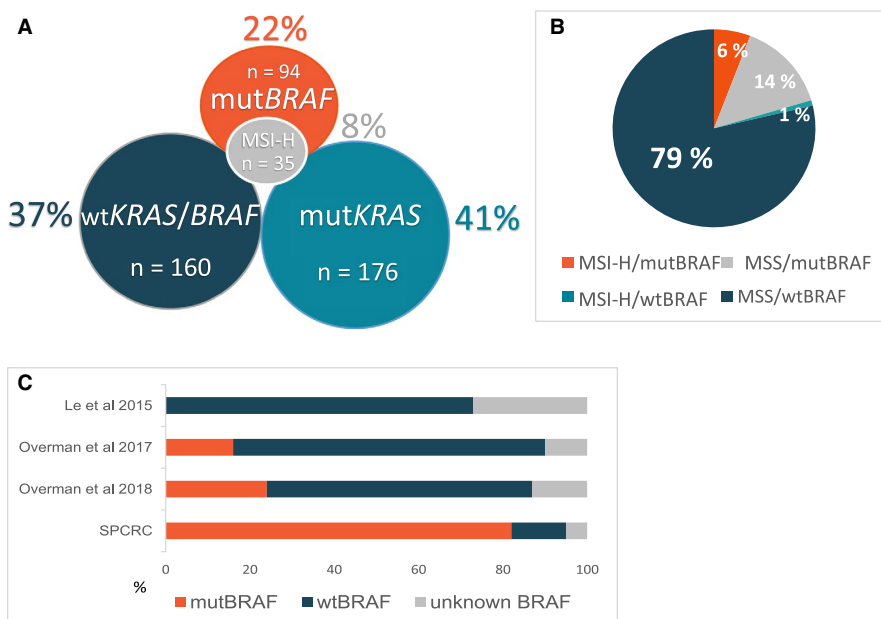 A
22%
n = 94
mutBRAF
8%
MSI-H
n = 35
37%
wtKRAS/BRAF
mutKRAS
41%
n = 160
n = 176
B
6 %
14 %
1 %
79 %
MSI-H/mutBRAF MSS/mutBRAF
MSI-H/wtBRAF MSS/wtBRAF
C
Le et al 2015
Overman et al 2017
Overman et al 2018
SPCRC
0 20 40 60 80 100
%
mutBRAF wtBRAF unknown BRAF